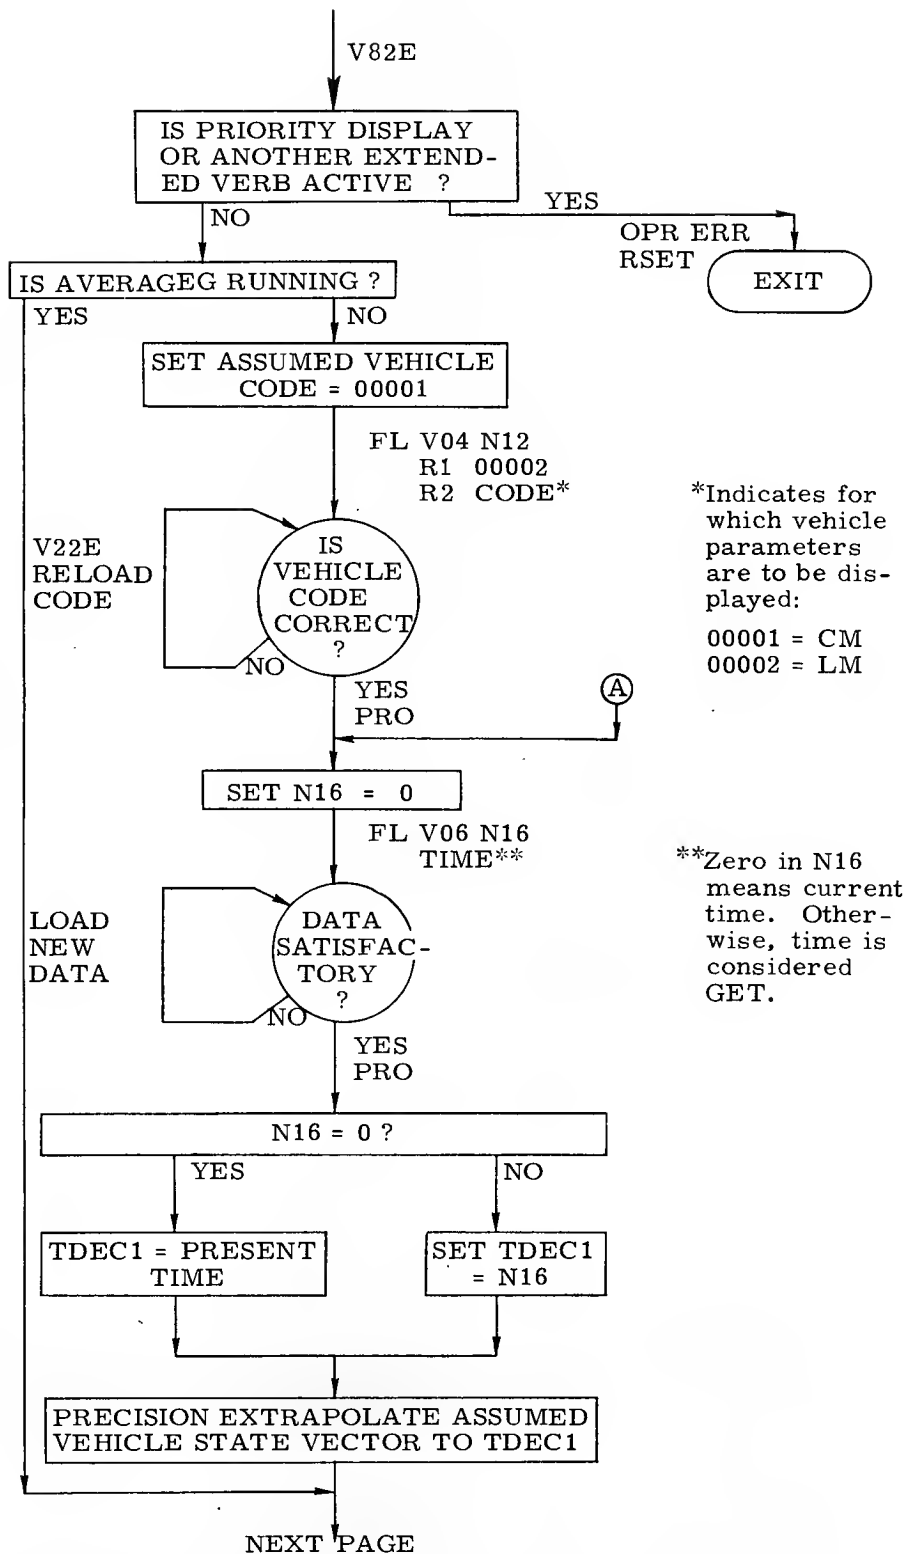 V82E
IS PRIORITY DISPLAY
OR ANOTHER EXTEND-
ED VERB ACTIVE ?
YES
NO
OPR ERR
RSET
EXIT
IS AVERAGEG RUNNING ?
YES
NO
SET ASSUMED VEHICLE
CODE = 00001
FL V04 N12
R1 00002
R2 CODE*
*Indicates for
which vehicle
parameters
are to be dis-
played:
00001 = CM
00002 = LM
V22E
RELOAD
CODE
IS
VEHICLE
CODE
CORRECT
?
NO
YES
PRO
A
SET N16 = 0
FL V06 N16
TIME**
**Zero in N16
means current
time. Other-
wise, time is
considered
GET.
LOAD
NEW
DATA
DATA
SATISFAC-
TORY
?
NO
YES
PRO
N16 = 0 ?
YES
NO
TDEC1 = PRESENT
TIME
SET TDEC1
= N16
PRECISION EXTRAPOLATE ASSUMED
VEHICLE STATE VECTOR TO TDEC1
NEXT PAGE